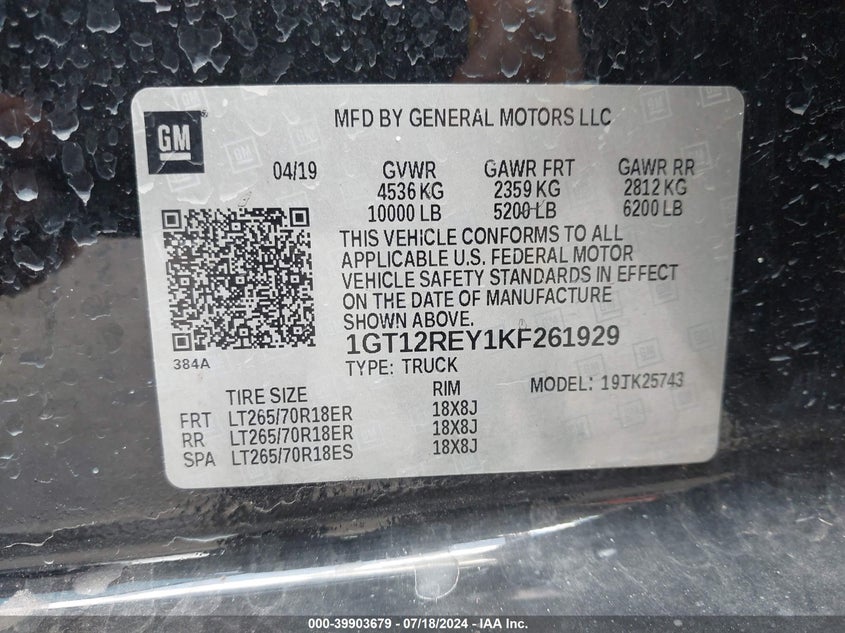 GM
MFD BY GENERAL MOTORS LLC
04/19 GVWR GAWR FRT GAWR RR
4536 KG 2359 KG 2812 KG
10000 LB 5200 LB 6200 LB
THIS VEHICLE CONFORMS TO ALL
APPLICABLE U.S. FEDERAL MOTOR
VEHICLE SAFETY STANDARDS IN EFFECT
ON THE DATE OF MANUFACTURE
SHOWN ABOVE.
384A
1GT12REY1KF261929
TYPE: TRUCK
MODEL: 19TK25743
TIRE SIZE RIM
FRT LT265/70R18ER 18X8J
RR LT265/70R18ER 18X8J
SPA LT265/70R18ES 18X8J
000-39903679 - 07/18/2024 - IAA Inc.